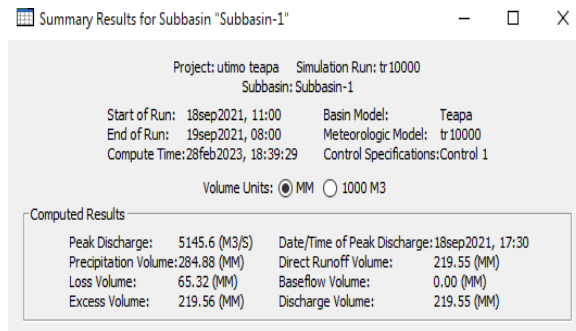 Summary Results for Subbasin "Subbasin-1"
Project: utimo teapa Simulation Run: tr10000
Subbasin: Subbasin-1
Start of Run: 18sep2021, 11:00 Basin Model: Teapa
End of Run: 19sep2021, 08:00 Meteorologic Model: tr10000
Compute Time:28feb2023, 18:39:29 Control Specifications:Control 1
Volume Units: MM 1000 M3
Computed Results
Peak Discharge: 5145.6 (M3/S) Date/Time of Peak Discharge:18sep2021, 17:30
Precipitation Volume:284.88 (MM) Direct Runoff Volume: 219.55 (MM)
Loss Volume: 65.32 (MM) Baseflow Volume: 0.00 (MM)
Excess Volume: 219.56 (MM) Discharge Volume: 219.55 (MM)